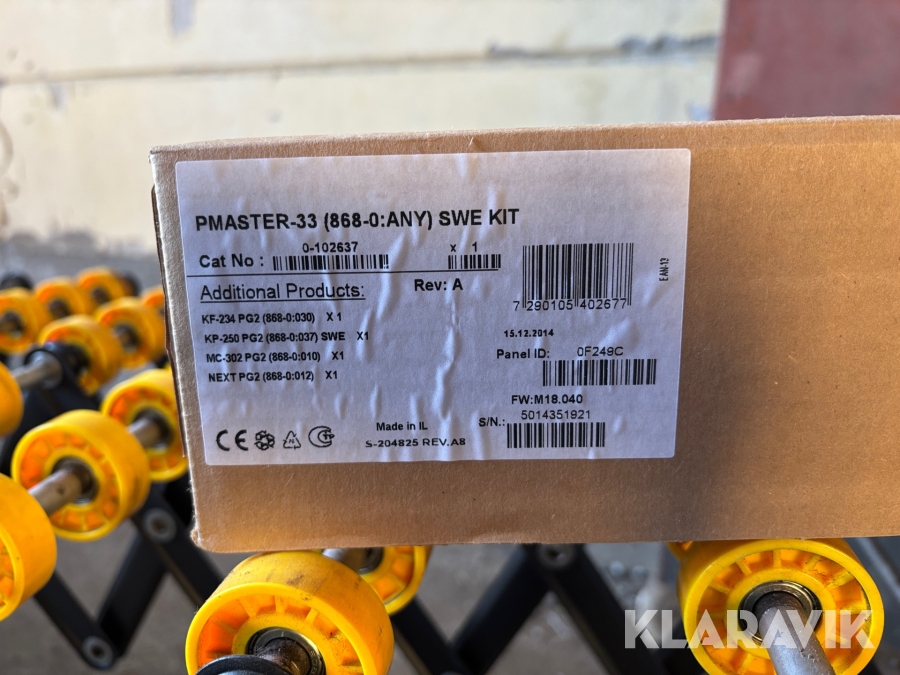 PMASTER-33 (868-0:ANY) SWE KIT
0-102637 x 1
Cat No :
Additional Products: Rev: A
7 290105 402677
EAN-13
KF-234 PG2 (868-0:030) X 1
KP-250 PG2 (868-0:037) SWE X1
MC-302 PG2 (868-0:010) X1
NEXT PG2 (868-0:012) X1
15.12.2014
Panel ID: 0F249C
FW:M18.040
S/N.: 5014351921
Made in IL
S-204825 REV.A8
CE
KLARAVIK